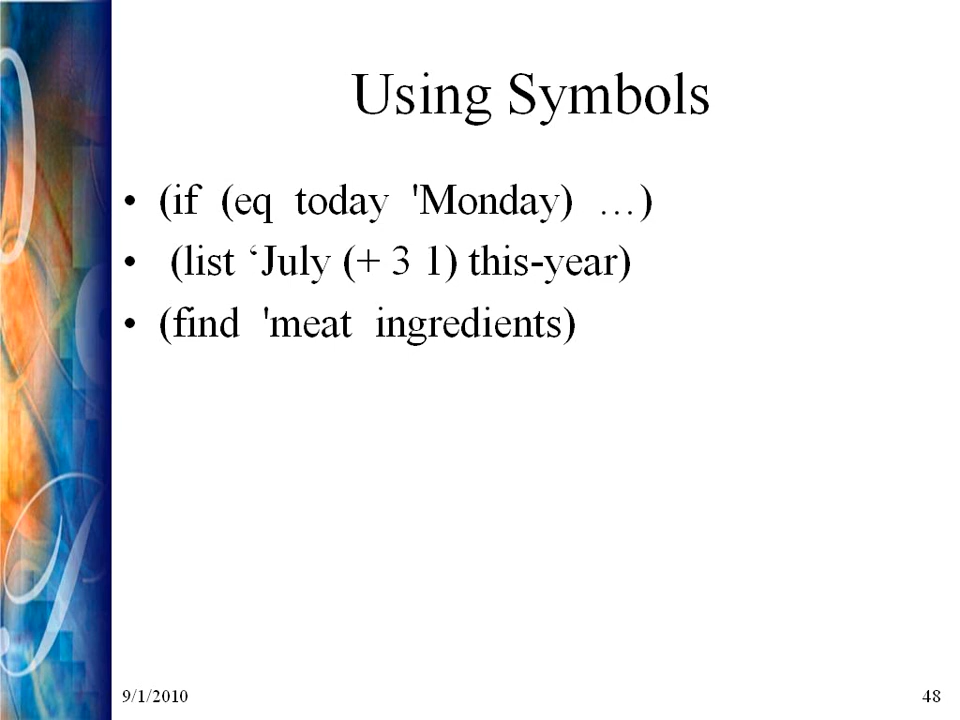 Using Symbols
• (if (eq today 'Monday) …)
• (list ‘July (+ 3 1) this-year)
• (find 'meat ingredients)
9/1/2010
48